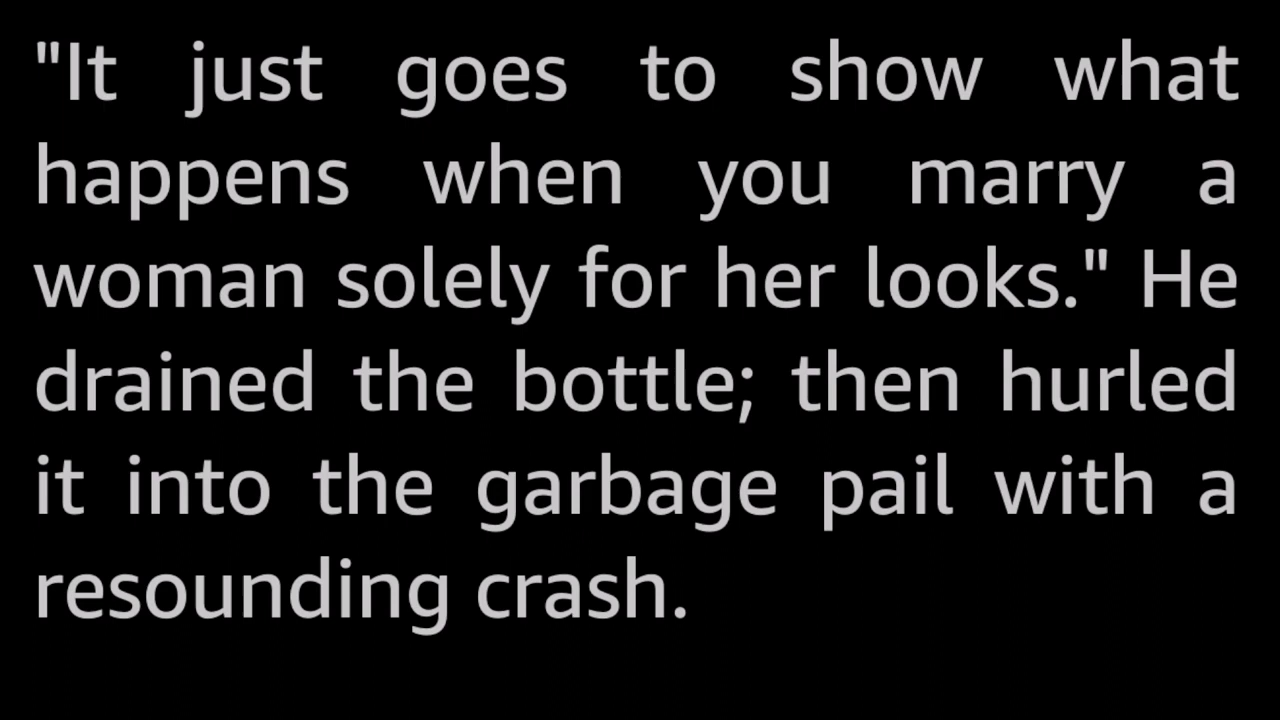 "It just goes to show what
happens when you marry a
woman solely for her looks." He
drained the bottle; then hurled
it into the garbage pail with a
resounding crash.